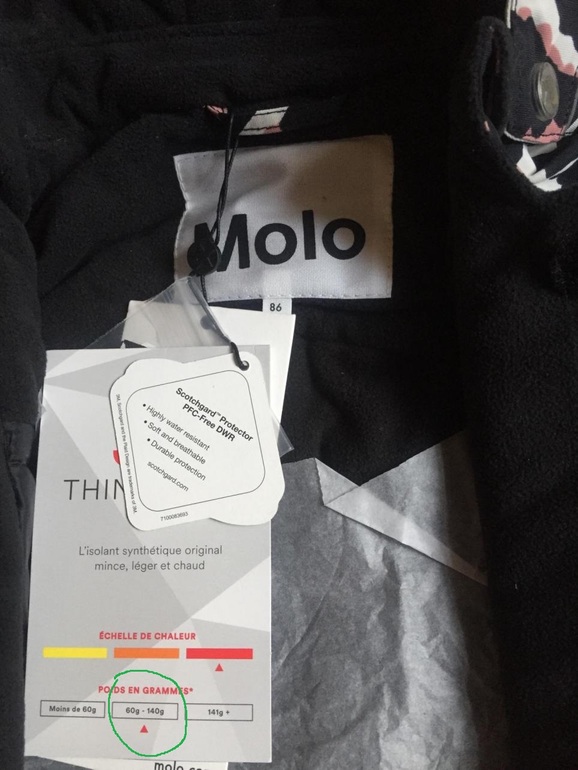 Molo
86
Scotchgard™ Protector
PFC-Free DWR
• Highly water resistant
• Soft and breathable
• Durable protection
scotchgard.com
7100083693
THIN
L'isolant synthétique original
mince, léger et chaud
ÉCHELLE DE CHALEUR
POIDS EN GRAMMES*
Moins de 60g
60g - 140g
141g +